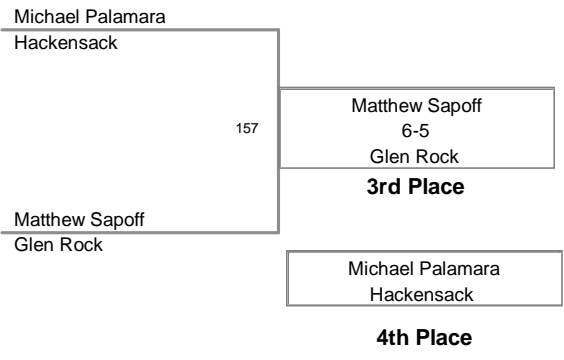 Michael Palamara
Hackensack
157
Matthew Sapoff
6-5
Glen Rock
3rd Place
Matthew Sapoff
Glen Rock
Michael Palamara
Hackensack
4th Place